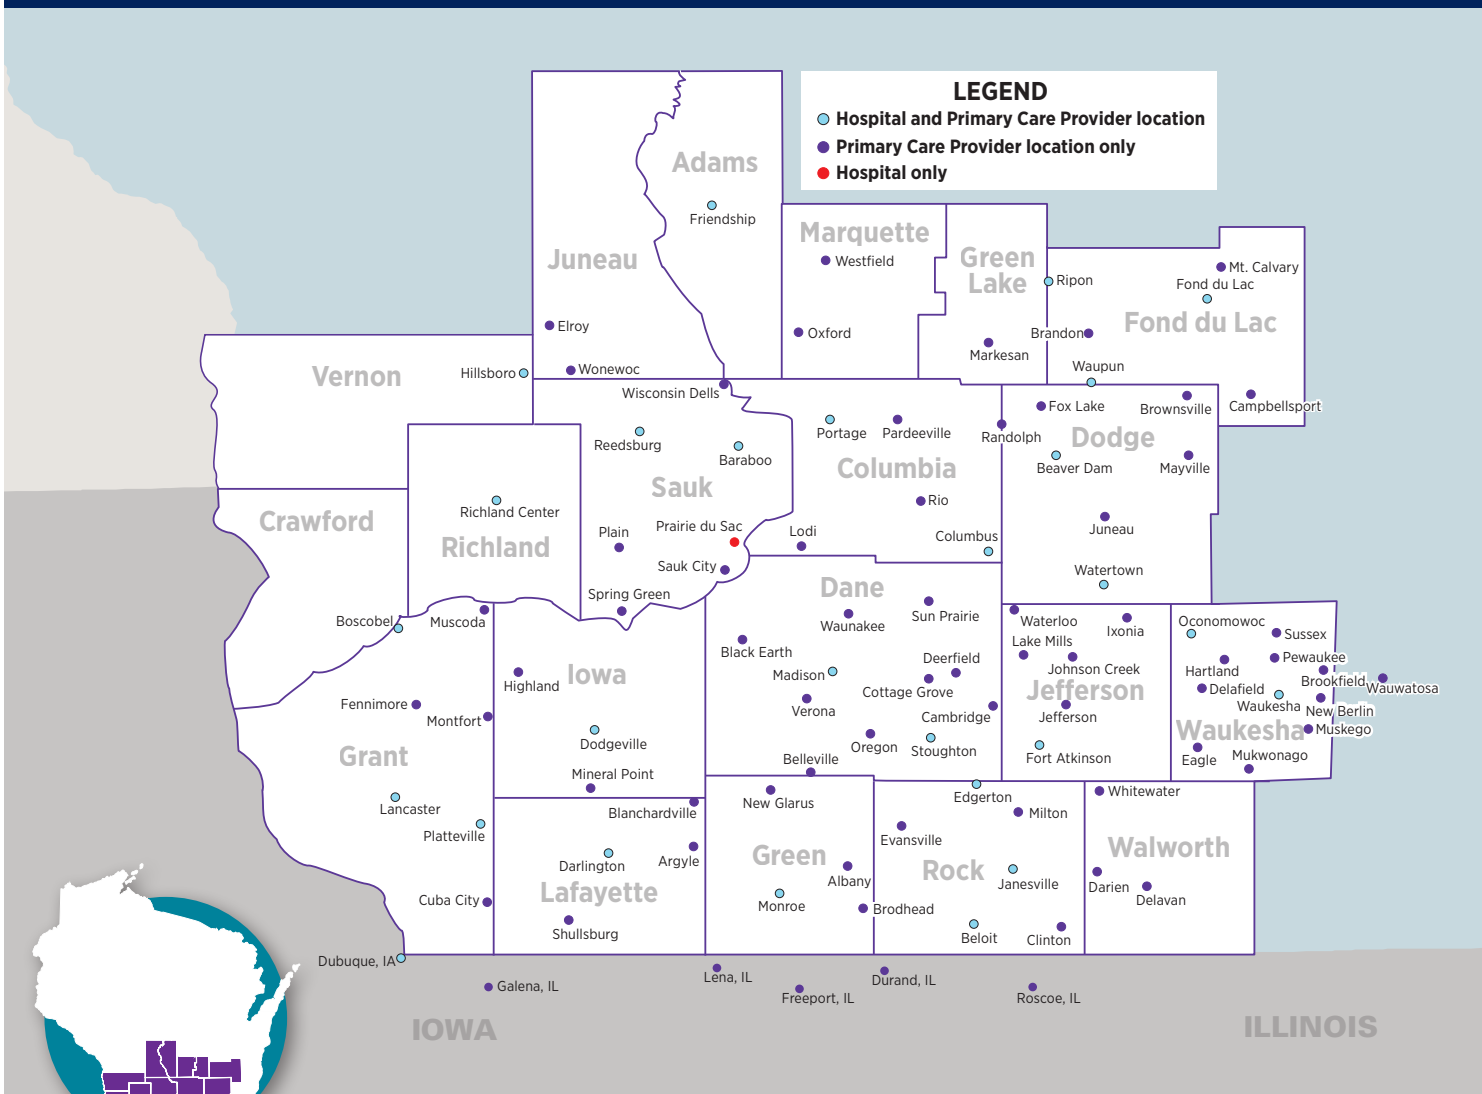 LEGEND
Hospital and Primary Care Provider location
Primary Care Provider location only
Hospital only
Adams
Friendship
Juneau
Elroy
Wonewoc
Marquette
Westfield
Oxford
Green
Lake
Markesan
Ripon
Mt. Calvary
Fond du Lac
Fond du Lac
Brandon
Waupun
Campbellsport
Vernon
Hillsboro
Wisconsin Dells
Reedsburg
Baraboo
Sauk
Plain
Prairie du Sac
Sauk City
Spring Green
Portage
Pardeeville
Columbia
Rio
Lodi
Columbus
Randolph
Fox Lake
Brownsville
Dodge
Beaver Dam
Mayville
Juneau
Watertown
Crawford
Richland Center
Richland
Boscobel
Muscoda
Dane
Sun Prairie
Waunakee
Black Earth
Madison
Deerfield
Cottage Grove
Verona
Cambridge
Oregon
Stoughton
Belleville
Waterloo
Lake Mills
Ixonia
Johnson Creek
Jefferson
Jefferson
Fort Atkinson
Oconomowoc
Sussex
Hartland
Pewaukee
Brookfield
Wauwatosa
Delafield
Waukesha
New Berlin
Waukesha
Muskego
Eagle
Mukwonago
Highland
Iowa
Dodgeville
Mineral Point
Fennimore
Montfort
Grant
Lancaster
Platteville
Cuba City
Blanchardville
Argyle
Darlington
Lafayette
Shullsburg
New Glarus
Green
Albany
Monroe
Brodhead
Edgerton
Milton
Evansville
Rock
Janesville
Beloit
Clinton
Whitewater
Walworth
Darien
Delavan
Dubuque, IA
Galena, IL
Lena, IL
Freeport, IL
Durand, IL
Roscoe, IL
IOWA
ILLINOIS